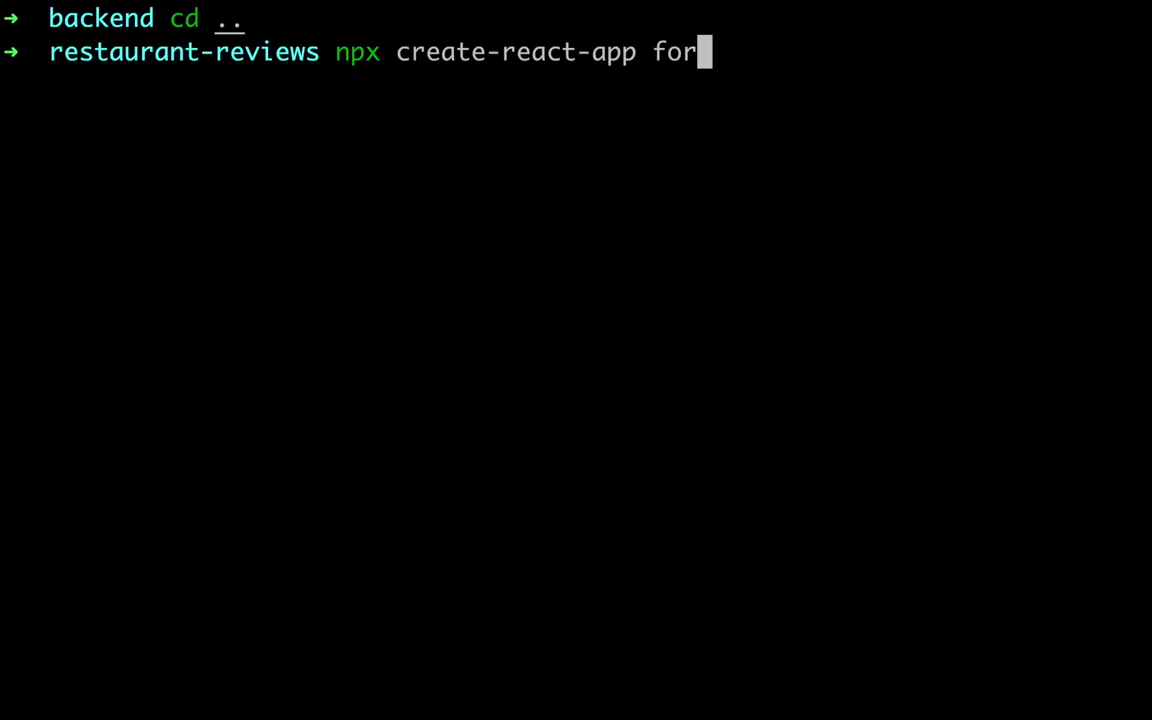 ➜  backend cd ..
➜  restaurant-reviews npx create-react-app for